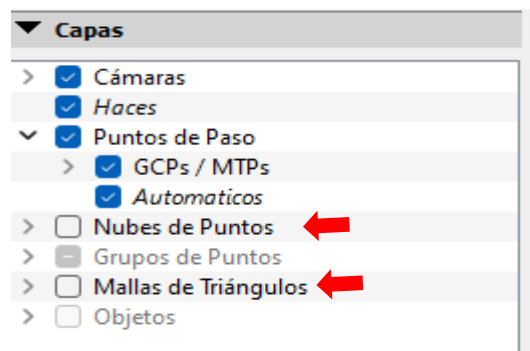 Capas
Cámaras
Haces
Puntos de Paso
GCPs / MTPs
Automaticos
Nubes de Puntos
Grupos de Puntos
Mallas de Triángulos
Objetos